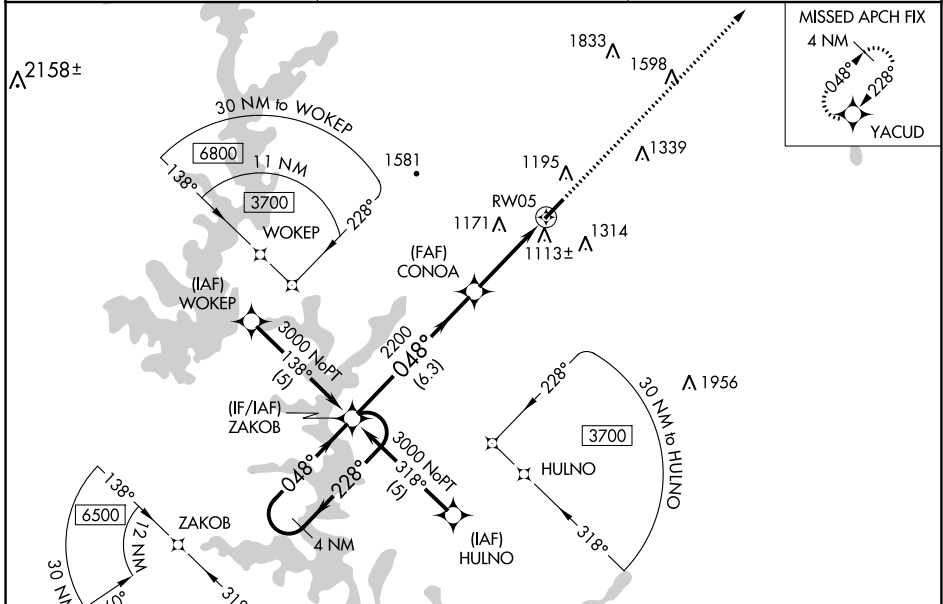 MISSED APCH FIX
4 NM
048°
228°
YACUD
2158±
1833
1598
30 NM to WOKEP
6800
11 NM
138°
3700
228°
WOKEP
1581
1339
1195
RW05
1171
1113±
1314
(FAF)
CONOA
(IAF)
WOKEP
3000 NoPT
138°
(5)
2200
048°
(6.3)
1956
228°
30 NM to HULNO
3700
HULNO
318°
(IF/IAF)
ZAKOB
3000 NoPT
318°
(5)
048°
228°
4 NM
(IAF)
HULNO
138°
6500
12 NM
ZAKOB
30 NM
318°